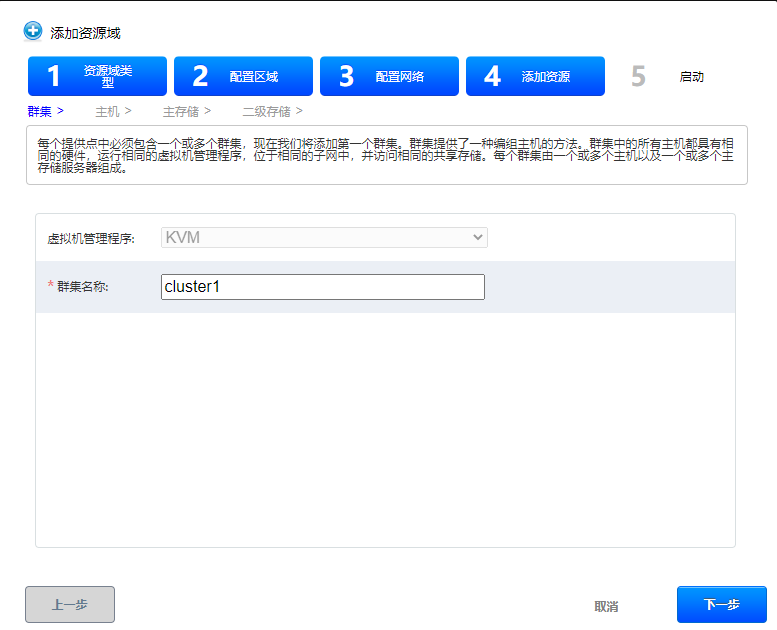 添加资源域
1 资源域类型 2 配置区域 3 配置网络 4 添加资源 5 启动
群集 > 主机 > 主存储 > 二级存储 >
每个提供点中必须包含一个或多个群集，现在我们将添加第一个群集。群集提供了一种编组主机的方法。群集中的所有主机都具有相
同的硬件，运行相同的虚拟机管理程序，位于相同的子网中，并访问相同的共享存储。每个群集由一个或多个主机以及一个或多个主
存储服务器组成。
虚拟机管理程序: KVM
* 群集名称: cluster1
上一步 取消 下一步